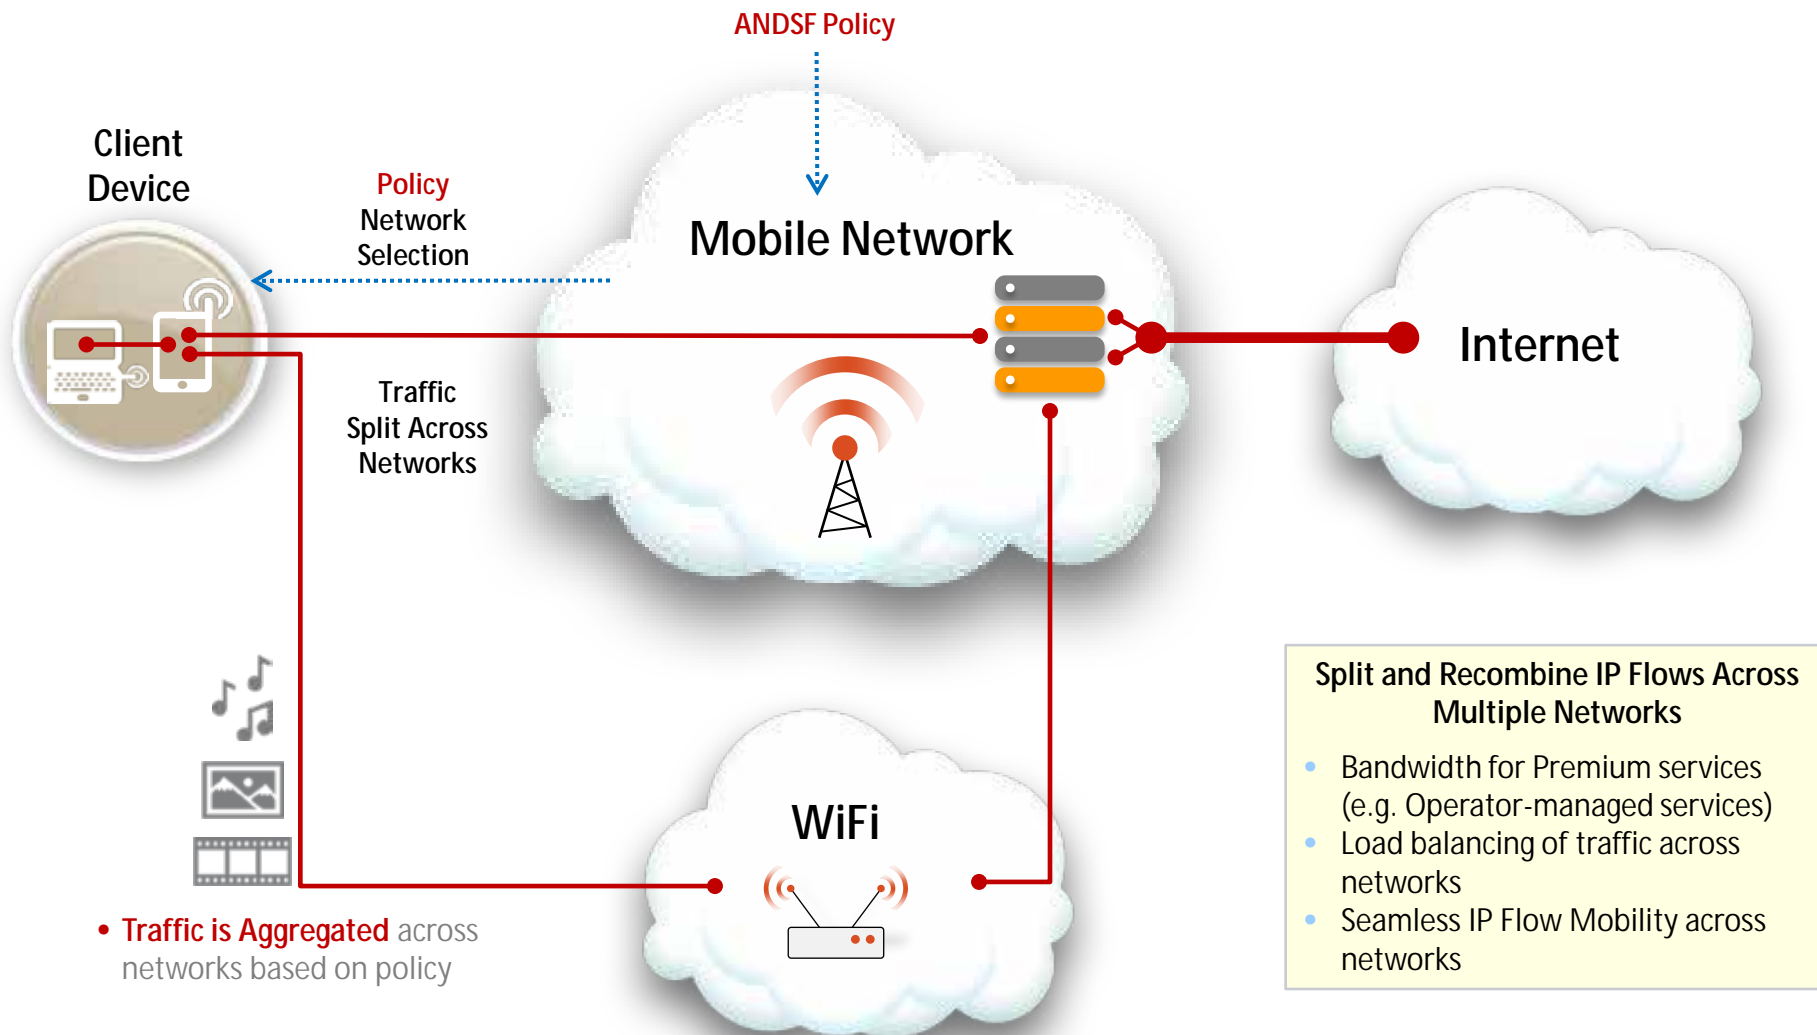 ANDSF Policy
Client
Device
Policy
Network
Selection
Mobile Network
Internet
Traffic
Split Across
Networks
WiFi
• Traffic is Aggregated across
networks based on policy
Split and Recombine IP Flows Across
Multiple Networks
• Bandwidth for Premium services
(e.g. Operator-managed services)
• Load balancing of traffic across
networks
• Seamless IP Flow Mobility across
networks